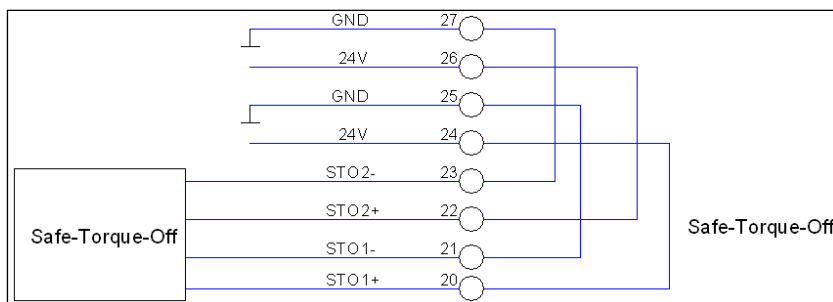 GND 27
24V 26
GND 25
24V 24
STO2- 23
STO2+ 22
Safe-Torque-Off
Safe-Torque-Off
STO1- 21
STO1+ 20